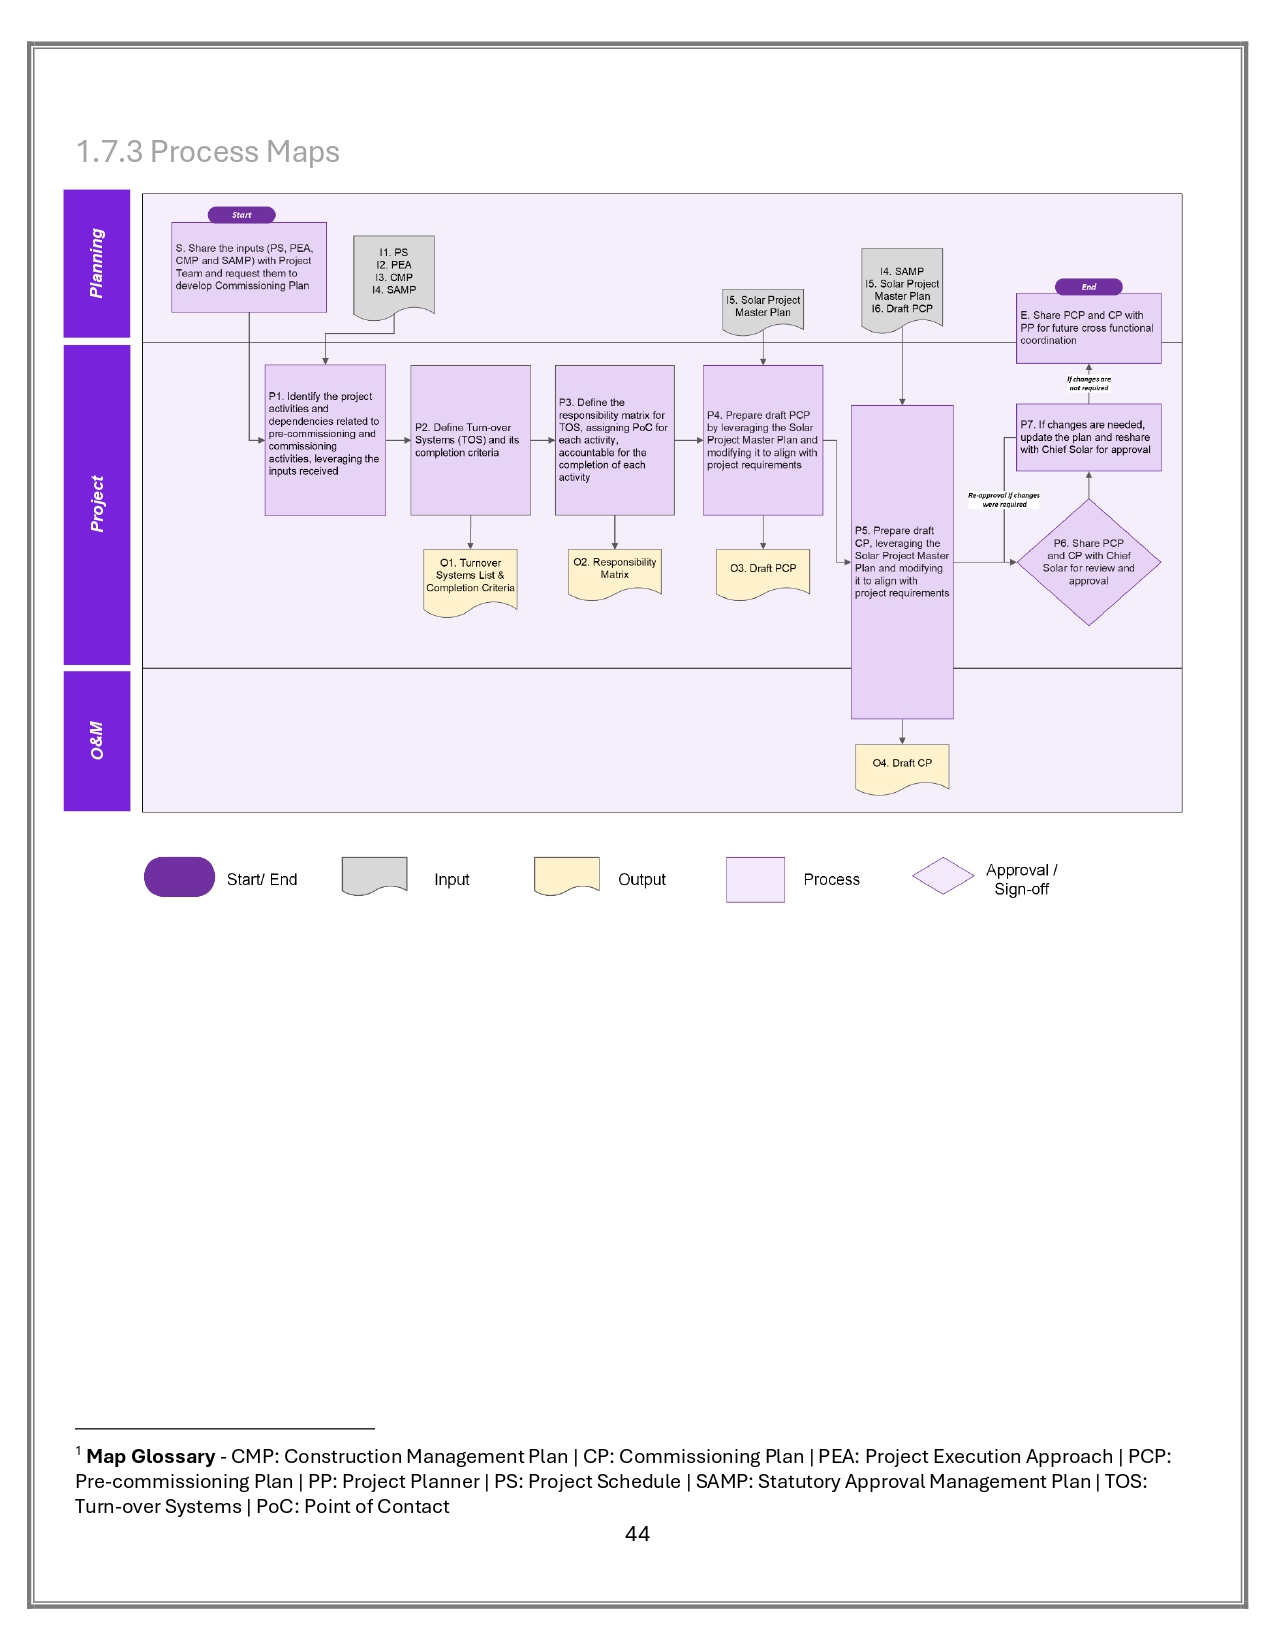 1.7.3 Process Maps
Planning
Start
S. Share the inputs (PS, PEA,
CMP and SAMP) with Project
Team and request them to
develop Commissioning Plan
I1. PS
I2. PEA
I3. CMP
I4. SAMP
I5. Solar Project
Master Plan
I4. SAMP
I5. Solar Project
Master Plan
I6. Draft PCP
End
E. Share PCP and CP with
PP for future cross functional
coordination
Project
P1. Identify the project
activities and
dependencies related to
pre-commissioning and
commissioning
activities, leveraging the
inputs received
P2. Define Turn-over
Systems (TOS) and its
completion criteria
P3. Define the
responsibility matrix for
TOS, assigning PoC for
each activity,
accountable for the
completion of each
activity
P4. Prepare draft PCP
by leveraging the Solar
Project Master Plan and
modifying it to align with
project requirements
P5. Prepare draft
CP, leveraging the
Solar Project Master
Plan and modifying
it to align with
project requirements
If changes are
not required
P7. If changes are needed,
update the plan and reshare
with Chief Solar for approval
Re-approval if changes
were required
P6. Share PCP
and CP with Chief
Solar for review and
approval
O1. Turnover
Systems List &
Completion Criteria
O2. Responsibility
Matrix
O3. Draft PCP
O&M
O4. Draft CP
Start/ End
Input
Output
Process
Approval /
Sign-off
1 Map Glossary - CMP: Construction Management Plan | CP: Commissioning Plan | PEA: Project Execution Approach | PCP:
Pre-commissioning Plan | PP: Project Planner | PS: Project Schedule | SAMP: Statutory Approval Management Plan | TOS:
Turn-over Systems | PoC: Point of Contact
44